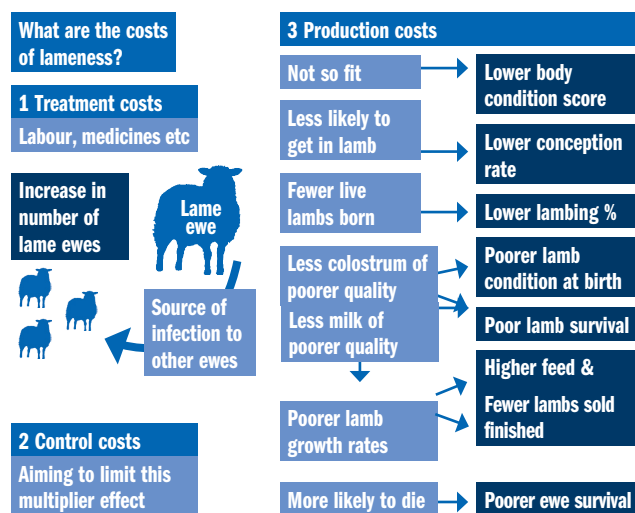 What are the costs
of lameness?
1 Treatment costs
Labour, medicines etc
Increase in
number of
lame ewes
Lame
ewe
Source of
infection to
other ewes
2 Control costs
Aiming to limit this
multiplier effect
3 Production costs
Not so fit
Lower body
condition score
Less likely to
get in lamb
Lower conception
rate
Fewer live
lambs born
Lower lambing %
Less colostrum of
poorer quality
Less milk of
poorer quality
Poorer lamb
condition at birth
Poor lamb survival
Poorer lamb
growth rates
Higher feed &
Fewer lambs sold
finished
More likely to die
Poorer ewe survival